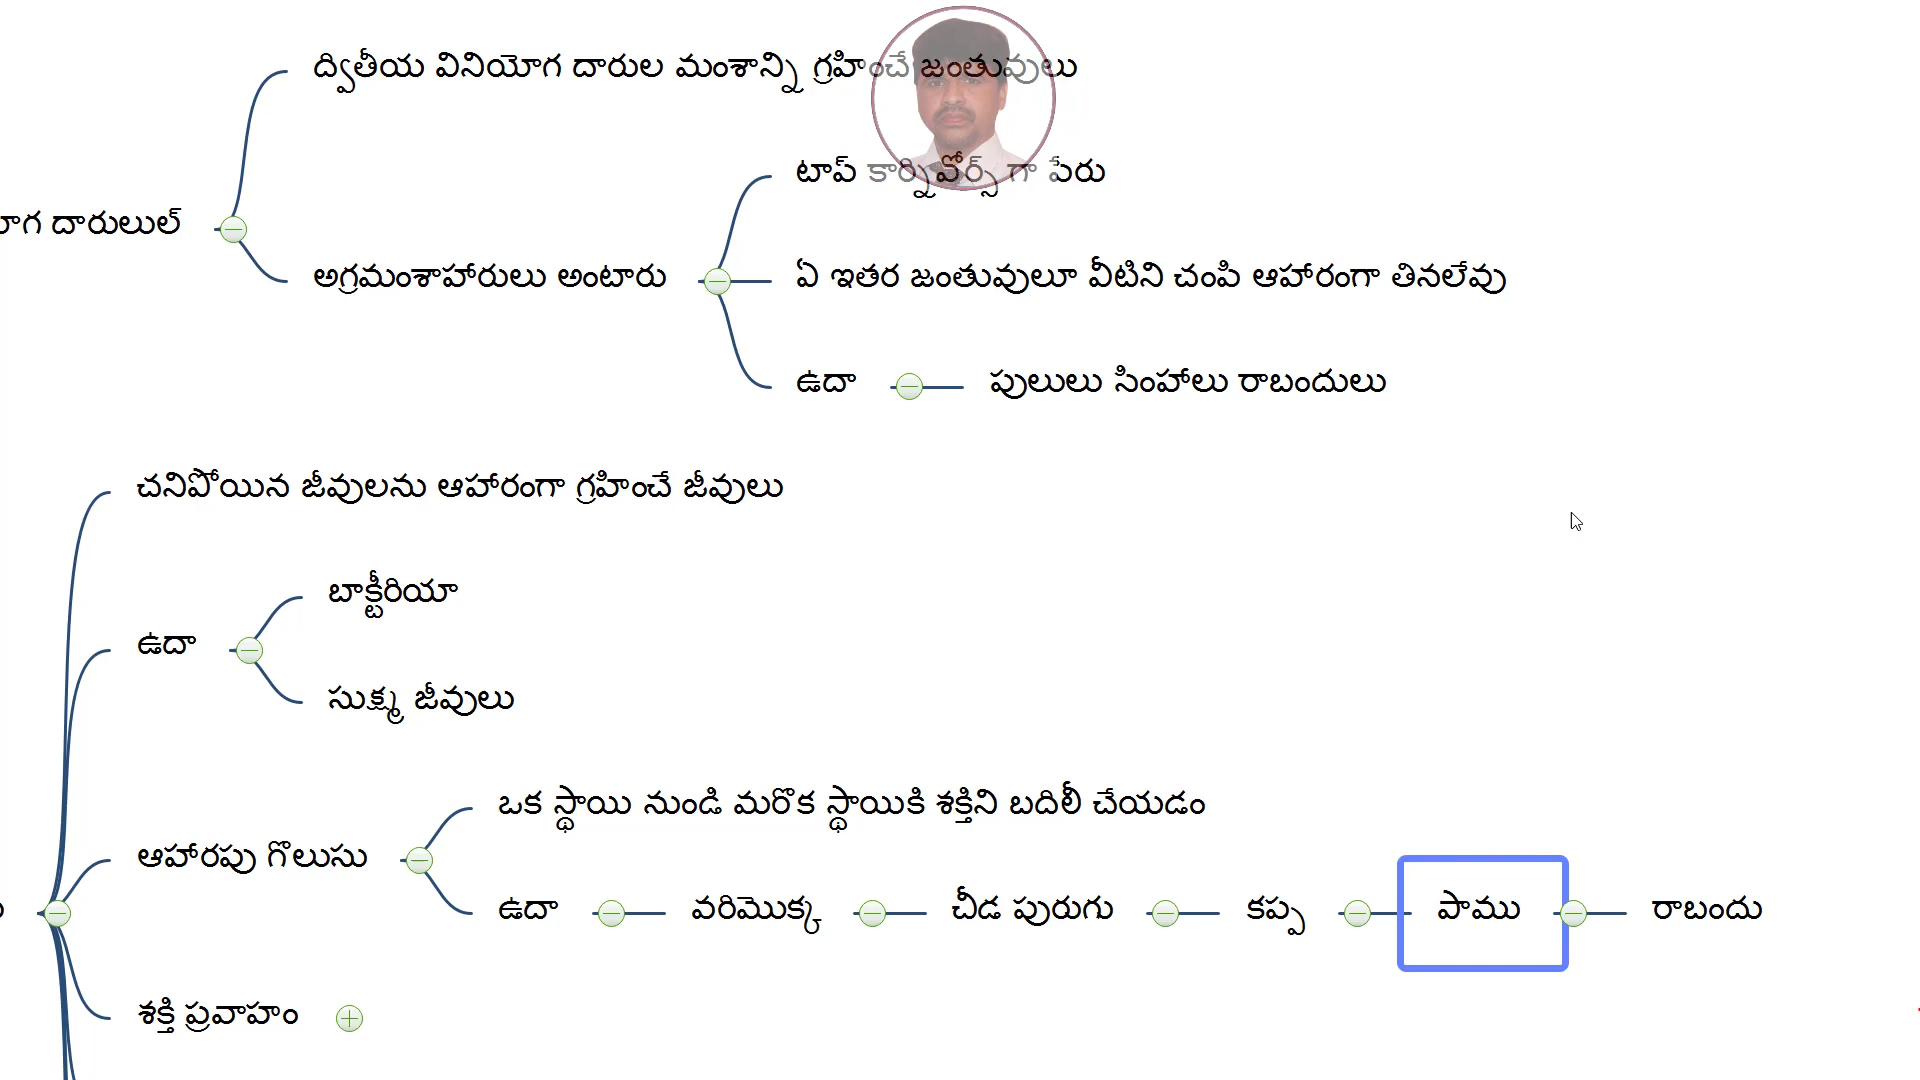 ద్వితీయ వినియోగ దారుల మంశాన్ని గ్రహించే జంతువులు
టాప్ కార్నివోర్స్ గా పేరు
దారులుల్
అగ్రమంశాహారులు అంటారు
ఏ ఇతర జంతువులూ వీటిని చంపి ఆహారంగా తినలేవు
ఉదా
పులులు సింహాలు రాబందులు
చనిపోయిన జీవులను ఆహారంగా గ్రహించే జీవులు
బాక్టీరియా
ఉదా
సుక్ష్మ జీవులు
ఒక స్థాయి నుండి మరొక స్థాయికి శక్తిని బదిలీ చేయడం
ఆహారపు గొలుసు
ఉదా వరిమొక్క చీడ పురుగు కప్ప పాము రాబందు
శక్తి ప్రవాహం